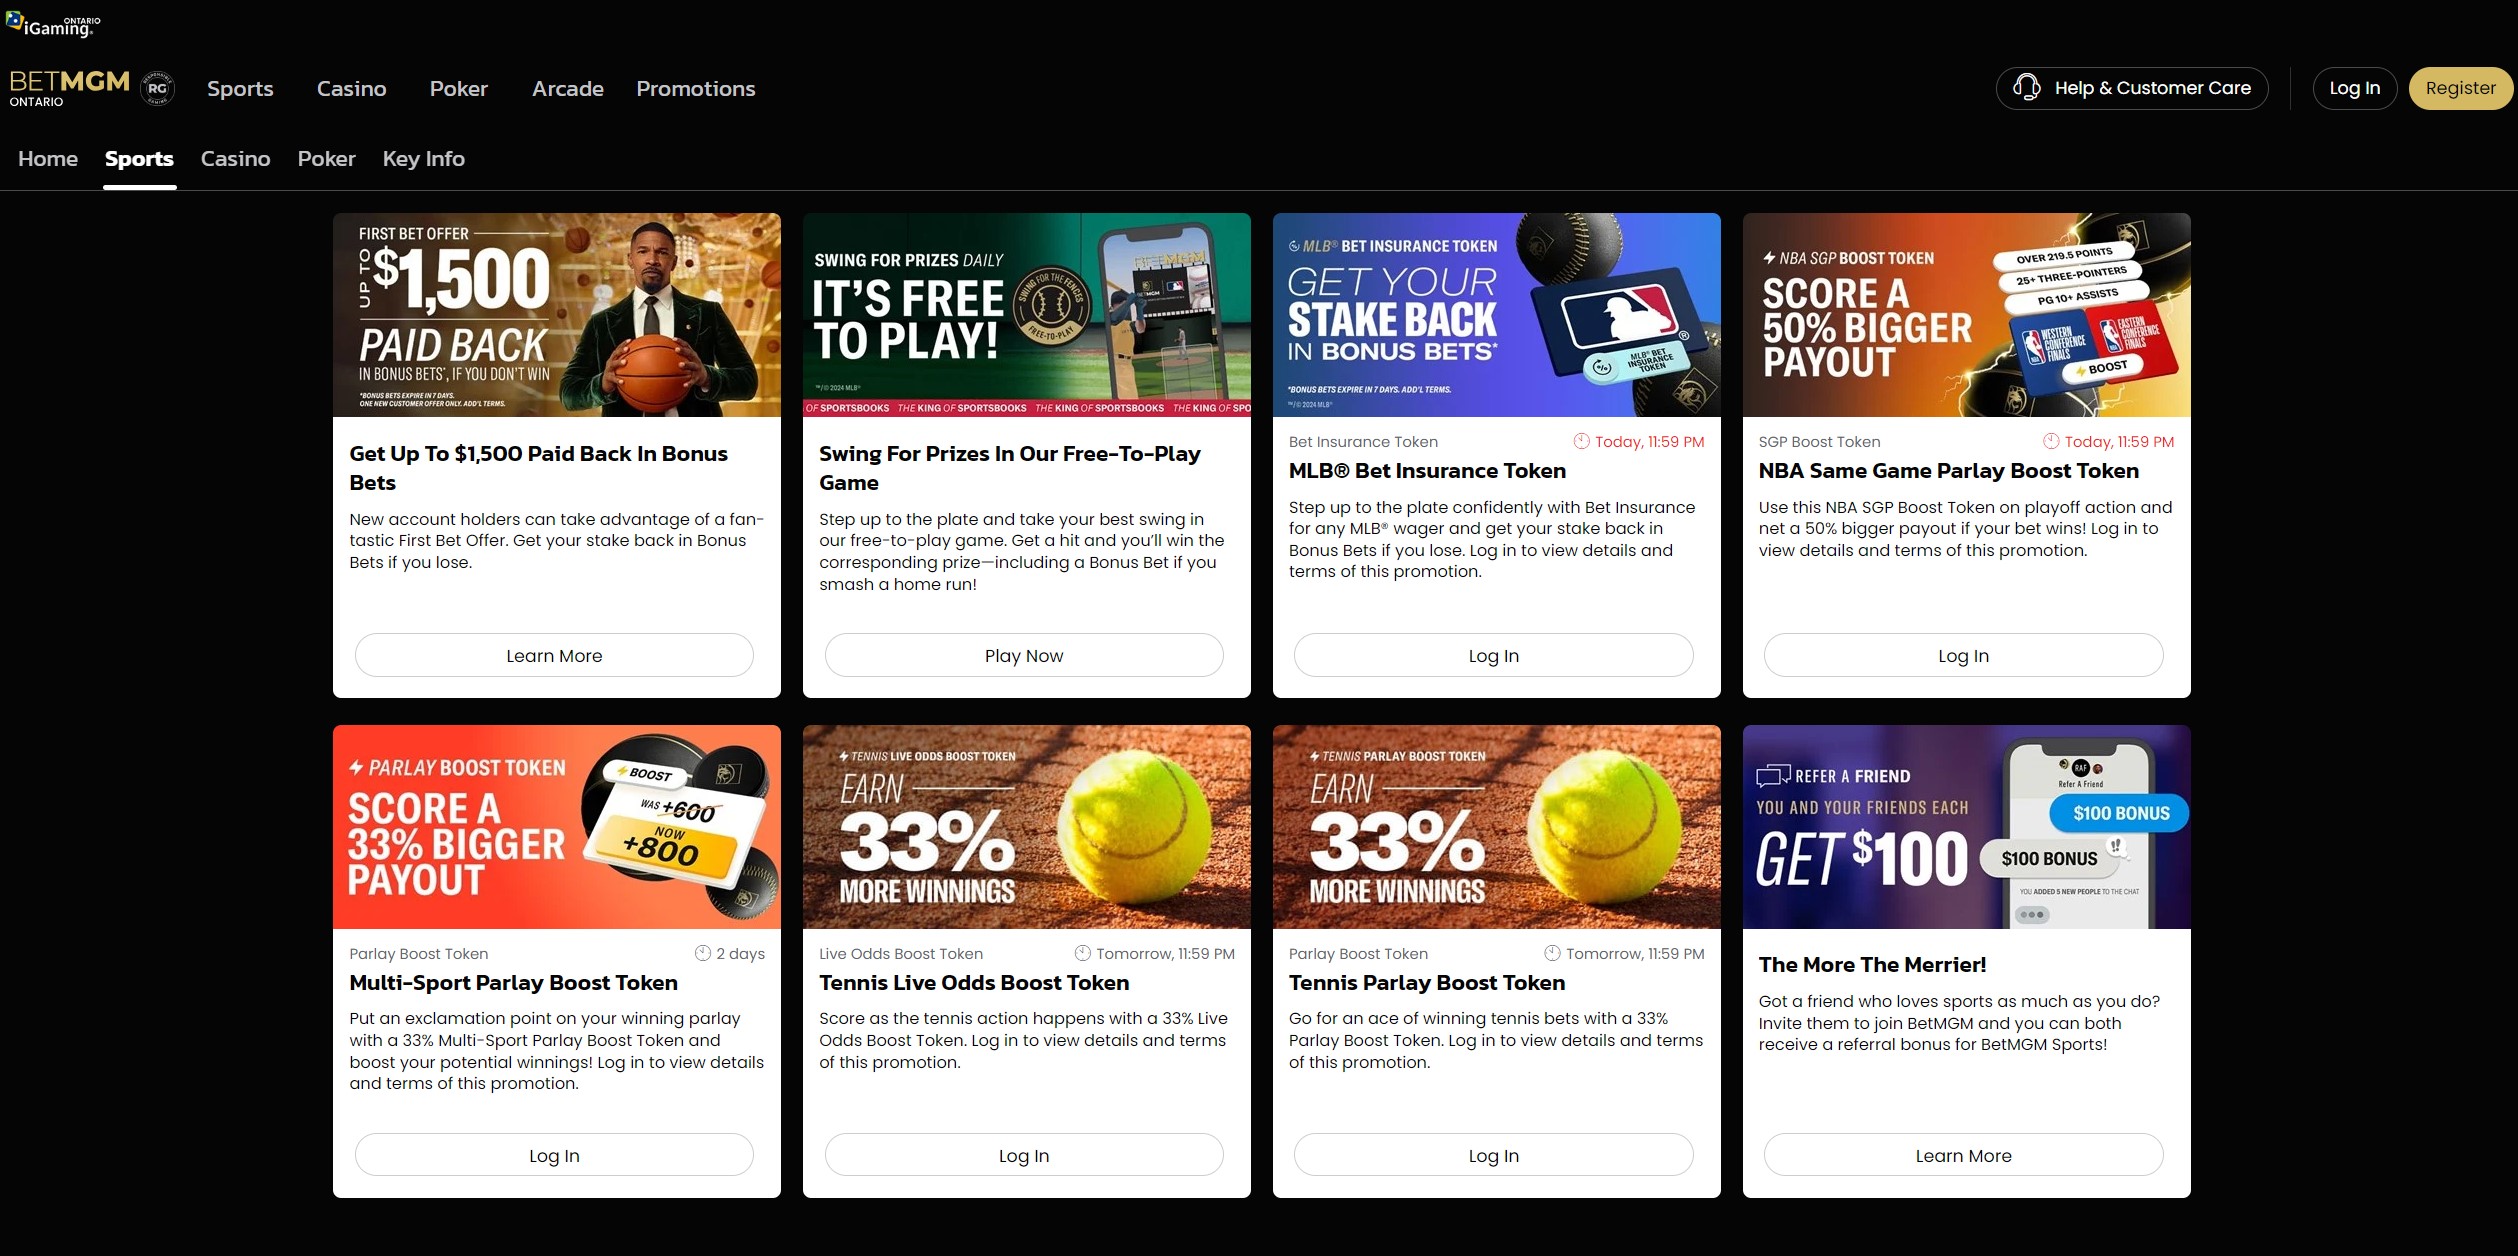 iGaming ONTARIO
BETMGM
ONTARIO
RESPONSIBLE
RG
GAMING
Sports
Casino
Poker
Arcade
Promotions
Help & Customer Care
Log In
Register
Home
Sports
Casino
Poker
Key Info
FIRST BET OFFER
UP TO
$1,500
PAID BACK
IN BONUS BETS*, IF YOU DON'T WIN
*BONUS BETS EXPIRE IN 7 DAYS.
ONE NEW CUSTOMER OFFER ONLY. ADD'L TERMS.
Get Up To $1,500 Paid Back In Bonus
Bets
New account holders can take advantage of a fan-
tastic First Bet Offer. Get your stake back in Bonus
Bets if you lose.
Learn More
SWING FOR PRIZES DAILY
IT'S FREE
TO PLAY!
SWING FOR THE FENCES
FREE-TO-PLAY
BETMGM
™/© 2024 MLB®
OF SPORTSBOOKS THE KING OF SPORTSBOOKS THE KING OF SPORTSBOOKS THE KING OF SPO
Swing For Prizes In Our Free-To-Play
Game
Step up to the plate and take your best swing in
our free-to-play game. Get a hit and you'll win the
corresponding prize—including a Bonus Bet if you
smash a home run!
Play Now
MLB® BET INSURANCE TOKEN
GET YOUR
STAKE BACK
IN BONUS BETS*
*BONUS BETS EXPIRE IN 7 DAYS. ADD'L TERMS.
™/© 2024 MLB®
®
MLB® BET
INSURANCE
TOKEN
Bet Insurance Token
Today, 11:59 PM
MLB® Bet Insurance Token
Step up to the plate confidently with Bet Insurance
for any MLB® wager and get your stake back in
Bonus Bets if you lose. Log in to view details and
terms of this promotion.
Log In
NBA SGP BOOST TOKEN
SCORE A
50% BIGGER
PAYOUT
OVER 219.5 POINTS
25+ THREE-POINTERS
PG 10+ ASSISTS
WESTERN
CONFERENCE
FINALS
EASTERN
CONFERENCE
FINALS
BOOST
SGP Boost Token
Today, 11:59 PM
NBA Same Game Parlay Boost Token
Use this NBA SGP Boost Token on playoff action and
net a 50% bigger payout if your bet wins! Log in to
view details and terms of this promotion.
Log In
PARLAY BOOST TOKEN
SCORE A
33% BIGGER
PAYOUT
BOOST
WAS +600
NOW
+800
Parlay Boost Token
2 days
Multi-Sport Parlay Boost Token
Put an exclamation point on your winning parlay
with a 33% Multi-Sport Parlay Boost Token and
boost your potential winnings! Log in to view details
and terms of this promotion.
Log In
TENNIS LIVE ODDS BOOST TOKEN
EARN
33%
MORE WINNINGS
Live Odds Boost Token
Tomorrow, 11:59 PM
Tennis Live Odds Boost Token
Score as the tennis action happens with a 33% Live
Odds Boost Token. Log in to view details and terms
of this promotion.
Log In
TENNIS PARLAY BOOST TOKEN
EARN
33%
MORE WINNINGS
Parlay Boost Token
Tomorrow, 11:59 PM
Tennis Parlay Boost Token
Go for an ace of winning tennis bets with a 33%
Parlay Boost Token. Log in to view details and terms
of this promotion.
Log In
REFER A FRIEND
YOU AND YOUR FRIENDS EACH
GET $100
RAF
Refer A Friend
$100 BONUS
$100 BONUS
YOU ADDED 5 NEW PEOPLE TO THE CHAT
The More The Merrier!
Got a friend who loves sports as much as you do?
Invite them to join BetMGM and you can both
receive a referral bonus for BetMGM Sports!
Learn More